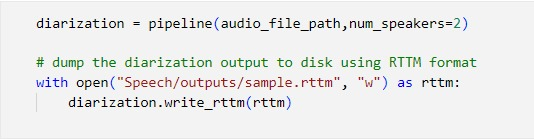 diarization = pipeline(audio_file_path,num_speakers=2)
# dump the diarization output to disk using RTTM format
with open("Speech/outputs/sample.rttm", "w") as rttm:
    diarization.write_rttm(rttm)